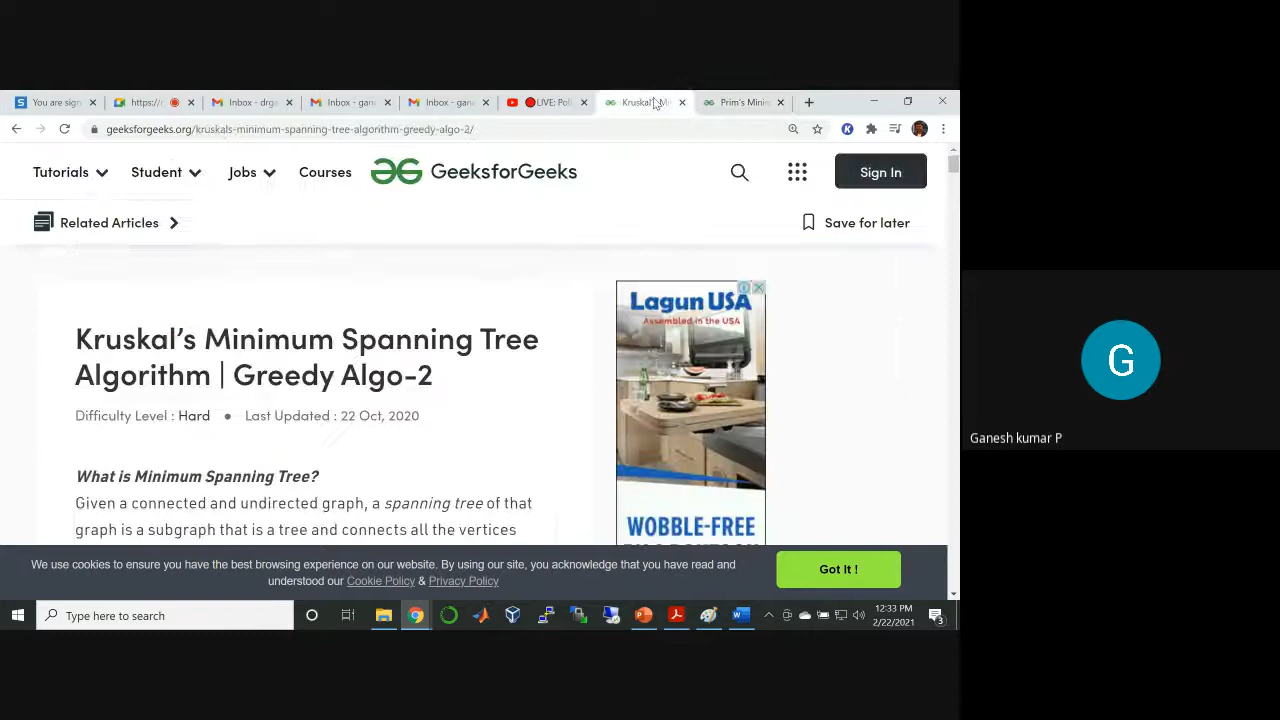 You are sign
https://r
Inbox - drga
Inbox - gan
Inbox - gan
LIVE: Poli
Kruskal's Mi
Prim's Minim
geeksforgeeks.org/kruskals-minimum-spanning-tree-algorithm-greedy-algo-2/
Tutorials Student Jobs Courses GeeksforGeeks Sign In
Related Articles Save for later
Lagun USA
Assembled in the USA
Kruskal’s Minimum Spanning Tree
Algorithm | Greedy Algo-2
Difficulty Level : Hard ● Last Updated : 22 Oct, 2020
G
Ganesh kumar P
What is Minimum Spanning Tree?
Given a connected and undirected graph, a spanning tree of that
graph is a subgraph that is a tree and connects all the vertices
WOBBLE-FREE
We use cookies to ensure you have the best browsing experience on our website. By using our site, you acknowledge that you have read and
understood our Cookie Policy & Privacy Policy
Got It !
Type here to search
12:33 PM
2/22/2021
3